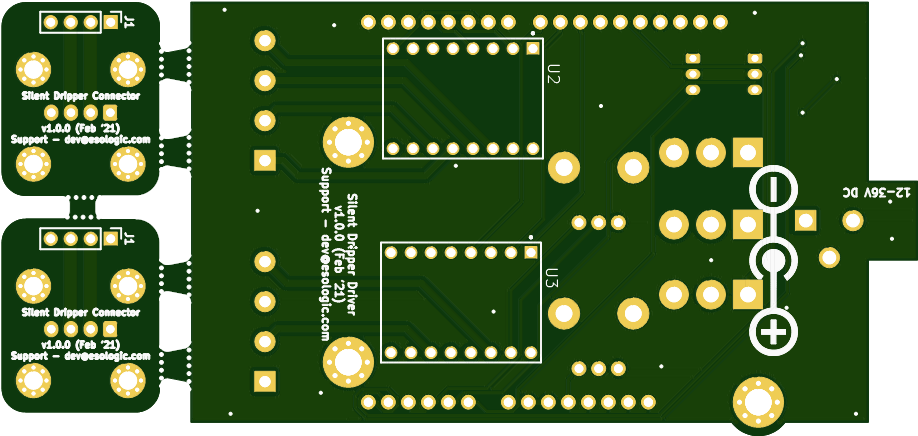 J1
Silent Dripper Connector
v1.0.0 (Feb '21)
Support - dev@esologic.com
J1
Silent Dripper Connector
v1.0.0 (Feb '21)
Support - dev@esologic.com
U2
Silent Dripper Driver
v1.0.0 (Feb '21)
Support - dev@esologic.com
U3
12-36V DC